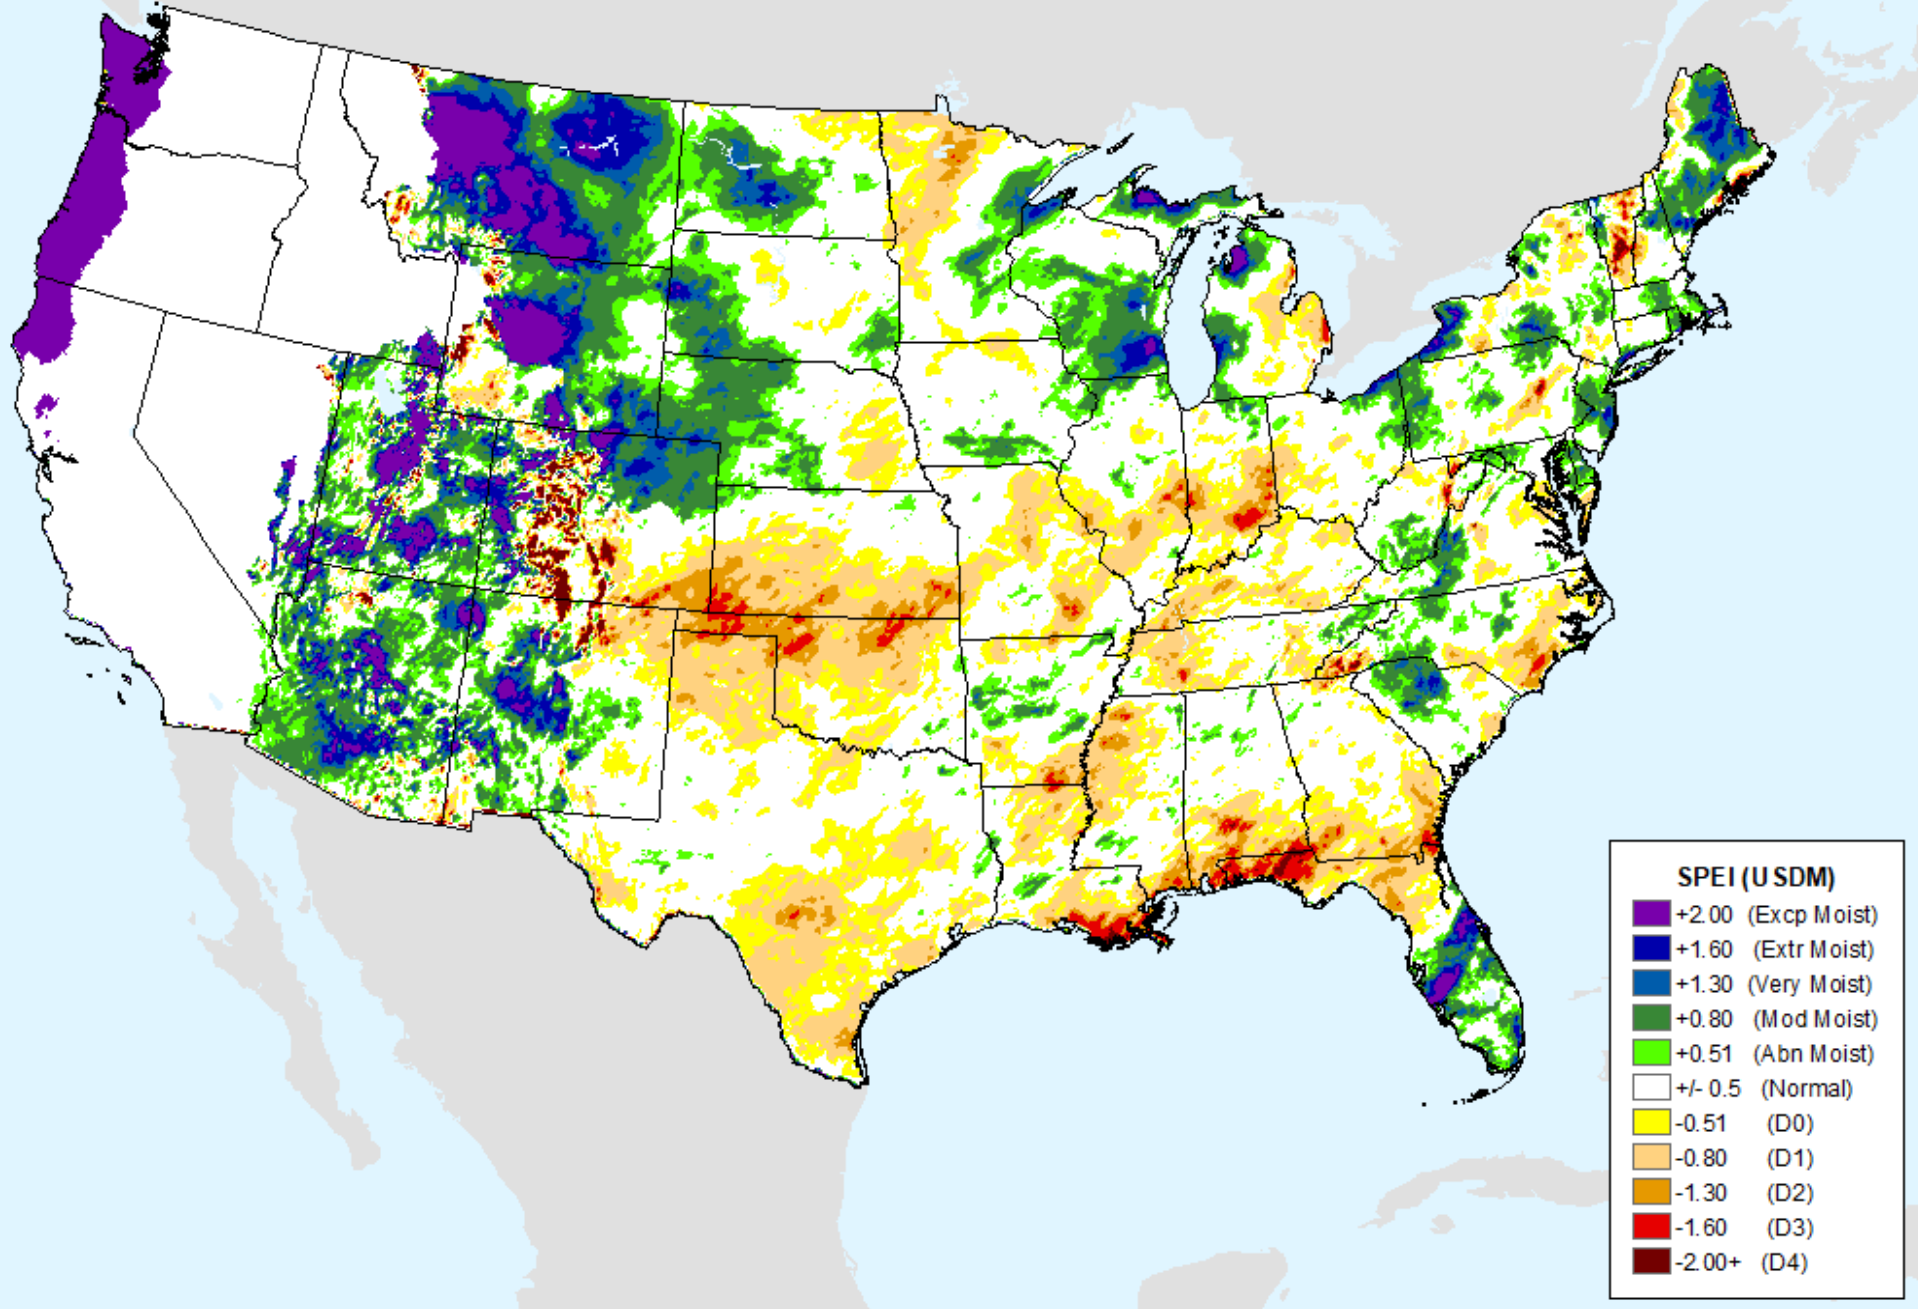 SPEI (USDM)
+2.00 (Excp Moist)
+1.60 (Extr Moist)
+1.30 (Very Moist)
+0.80 (Mod Moist)
+0.51 (Abn Moist)
+/- 0.5 (Normal)
-0.51 (D0)
-0.80 (D1)
-1.30 (D2)
-1.60 (D3)
-2.00+ (D4)